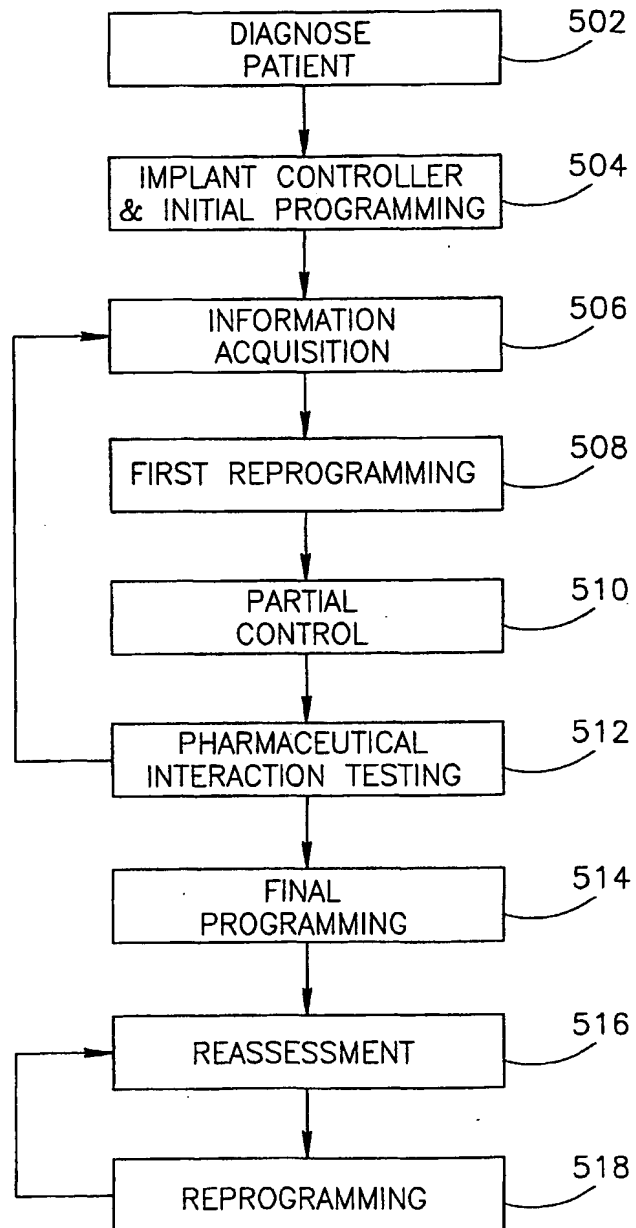 DIAGNOSE
PATIENT
502
IMPLANT CONTROLLER
& INITIAL PROGRAMMING
504
INFORMATION
ACQUISITION
506
FIRST REPROGRAMMING
508
PARTIAL
CONTROL
510
PHARMACEUTICAL
INTERACTION TESTING
512
FINAL
PROGRAMMING
514
REASSESSMENT
516
REPROGRAMMING
518